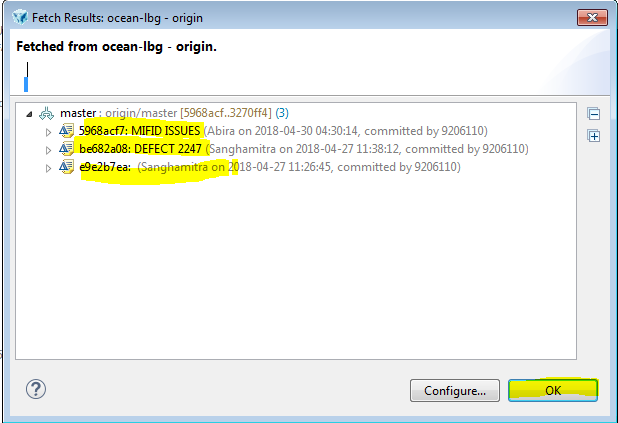 Fetch Results: ocean-lbg - origin
Fetched from ocean-lbg - origin.
master : origin/master [5968acf..3270ff4] (3)
5968acf7: MIFID ISSUES (Abira on 2018-04-30 04:30:14, committed by 9206110)
be682a08: DEFECT 2247 (Sanghamitra on 2018-04-27 11:38:12, committed by 9206110)
e9e2b7ea: (Sanghamitra on 2018-04-27 11:26:45, committed by 9206110)
Configure... OK